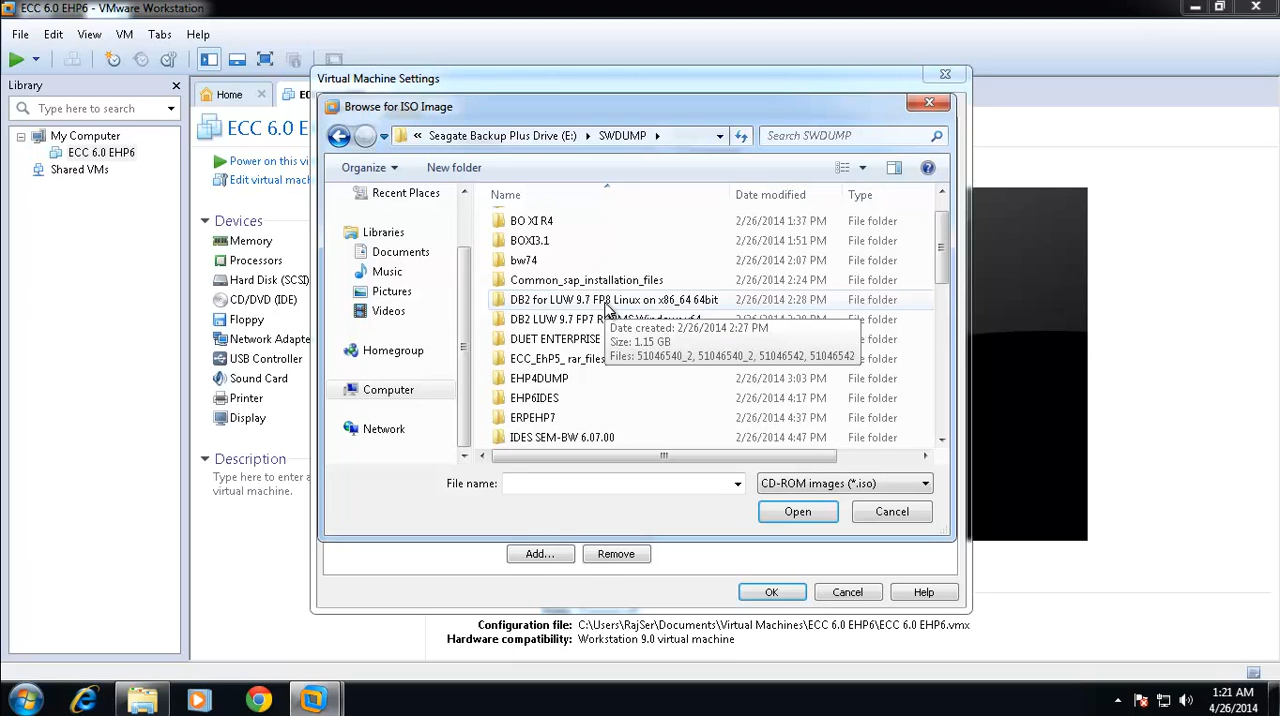 ECC 6.0 EHP6 - VMware Workstation
File Edit View VM Tabs Help
Library
Type here to search
My Computer
ECC 6.0 EHP6
Shared VMs
Home
EC
ECC 6.0
Power on this vi
Edit virtual mach
Devices
Memory
Processors
Hard Disk (SCSI)
CD/DVD (IDE)
Floppy
Network Adapte
USB Controller
Sound Card
Printer
Display
Description
Type here to enter a
virtual machine.
Virtual Machine Settings
Browse for ISO Image
« Seagate Backup Plus Drive (E:) SWDUMP
Search SWDUMP
Organize New folder
Recent Places
Libraries
Documents
Music
Pictures
Videos
Homegroup
Computer
Network
Name Date modified Type
BO XI R4 2/26/2014 1:37 PM File folder
BOXI3.1 2/26/2014 1:51 PM File folder
bw74 2/26/2014 2:07 PM File folder
Common_sap_installation_files 2/26/2014 2:24 PM File folder
DB2 for LUW 9.7 FP8 Linux on x86_64 64bit 2/26/2014 2:28 PM File folder
DB2 LUW 9.7 FP7 File folder
DUET ENTERPRISE File folder
ECC_EhP5_ rar_files File folder
Date created: 2/26/2014 2:27 PM
Size: 1.15 GB
Files: 51046540_2, 51046540_2, 51046542, 51046542
EHP4DUMP 2/26/2014 3:03 PM File folder
EHP6IDES 2/26/2014 4:37 PM File folder
ERPEHP7 2/26/2014 4:37 PM File folder
IDES SEM-BW 6.07.00 2/26/2014 4:47 PM File folder
File name: CD-ROM images (*.iso)
Open Cancel
Add... Remove
OK Cancel Help
Configuration file: C:\Users\RajSer\Documents\Virtual Machines\ECC 6.0 EHP6\ECC 6.0 EHP6.vmx
Hardware compatibility: Workstation 9.0 virtual machine
1:21 AM
4/26/2014